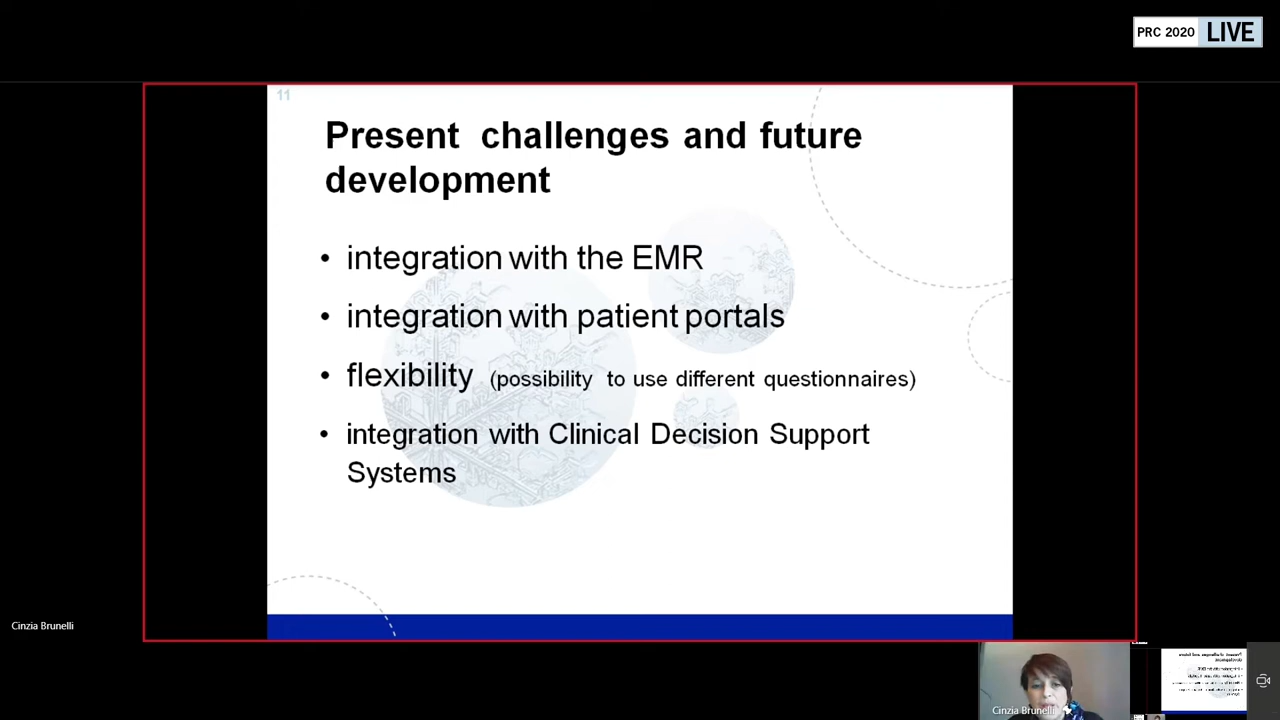 PRC 2020 LIVE
11
Present challenges and future
development
• integration with the EMR
• integration with patient portals
• flexibility (possibility to use different questionnaires)
• integration with Clinical Decision Support
Systems
Cinzia Brunelli
Cinzia Brunelli